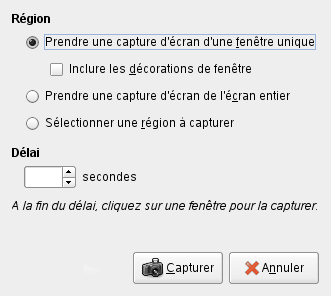 Région
Prendre une capture d'écran d'une fenêtre unique
Inclure les décorations de fenêtre
Prendre une capture d'écran de l'écran entier
Sélectionner une région à capturer
Délai
secondes
A la fin du délai, cliquez sur une fenêtre pour la capturer.
Capturer
Annuler